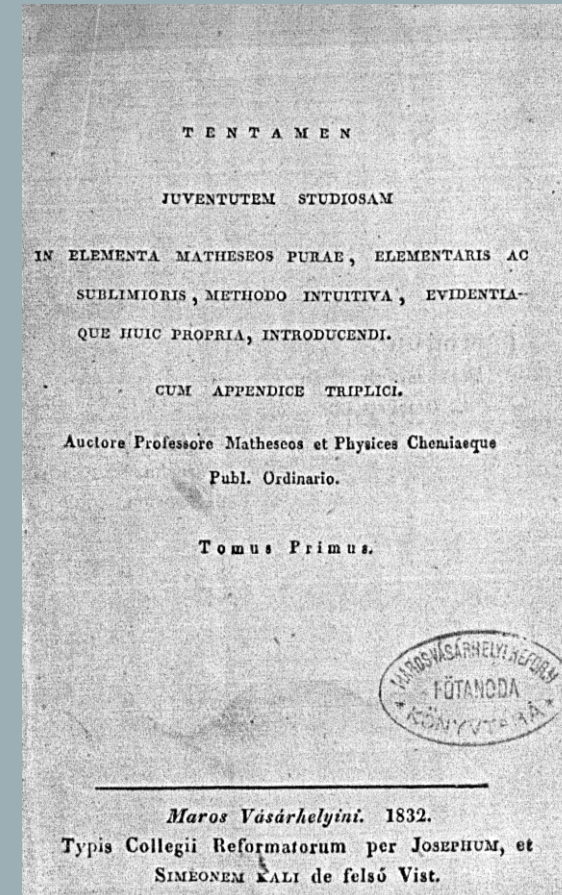 TENTAMEN
JUVENTUTEM STUDIOSAM
IN ELEMENTA MATHESEOS PURAE, ELEMENTARIS AC
SUBLIMIORIS, METHODO INTUITIVA, EVIDENTIA-
QUE HUIC PROPRIA, INTRODUCENDI.
CUM APPENDICE TRIPLICI.
Auctore Professore Matheseos et Physices Chemiaeque
Publ. Ordinario.
Tomus Primus.
MAROSVÁSÁRHELYI REFORM
FŐTANODA
KÖNYVTARA
Maros Vásárhelyini. 1832.
Typis Collegii Reformatorum per JOSEPHUM, et
SIMEONEM KALI de felső Vist.